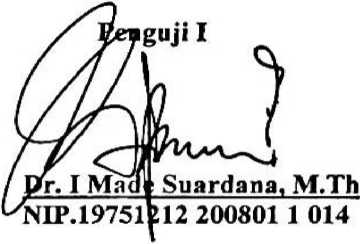 Penguji I
Dr. I Made Suardana, M.Th
NIP.19751212 200801 1 014